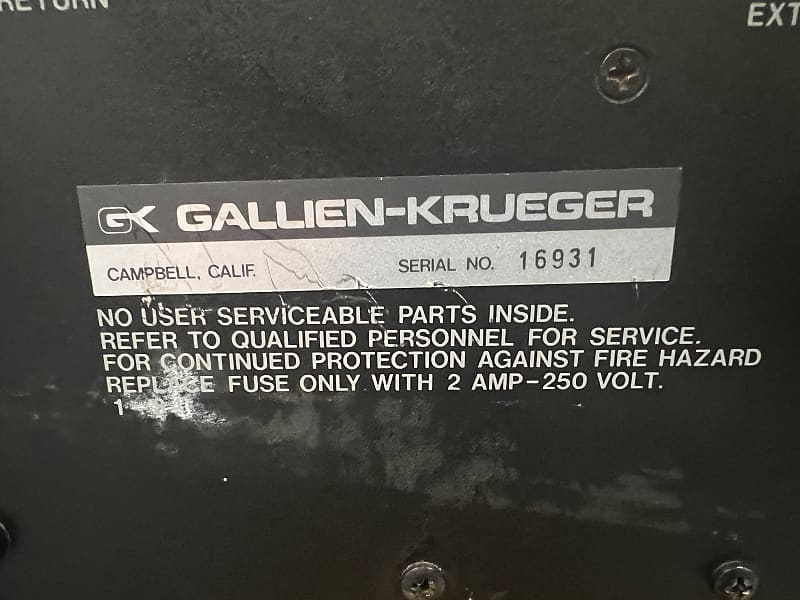 RETURN
EXT
GK GALLIEN-KRUEGER
CAMPBELL, CALIF. SERIAL NO. 16931
NO USER SERVICEABLE PARTS INSIDE.
REFER TO QUALIFIED PERSONNEL FOR SERVICE.
FOR CONTINUED PROTECTION AGAINST FIRE HAZARD
REPLACE FUSE ONLY WITH 2 AMP-250 VOLT.